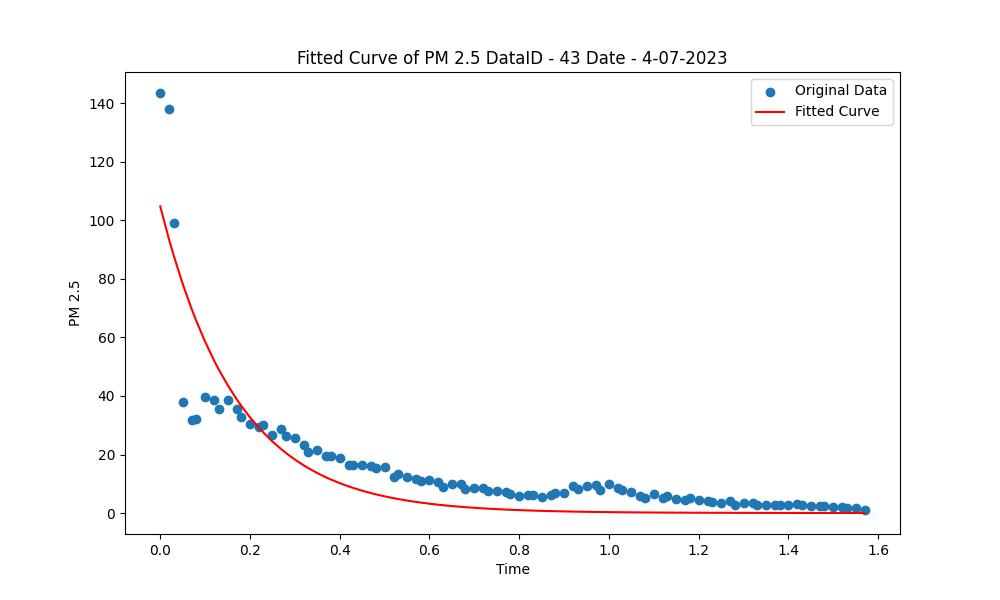 Fitted Curve of PM 2.5 DataID - 43 Date - 4-07-2023
Original Data
Fitted Curve
PM 2.5
140
120
100
80
60
40
20
0
0.0 0.2 0.4 0.6 0.8 1.0 1.2 1.4 1.6
Time